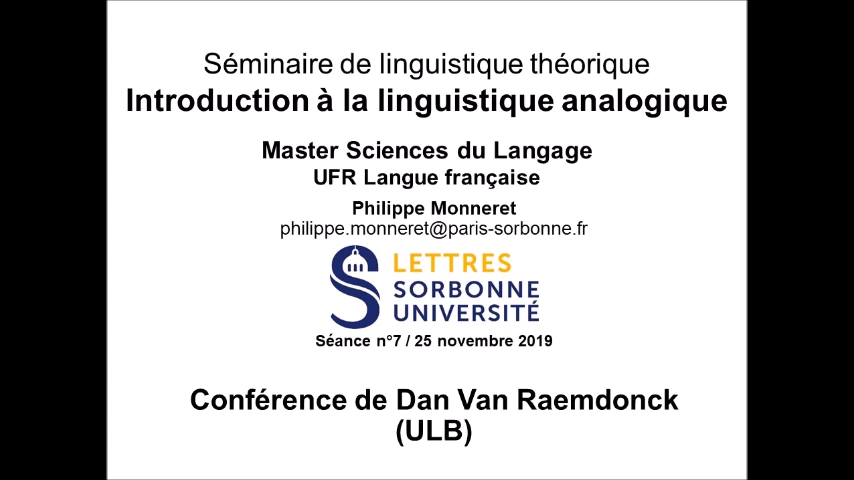 Séminaire de linguistique théorique
Introduction à la linguistique analogique
Master Sciences du Langage
UFR Langue française
Philippe Monneret
philippe.monneret@paris-sorbonne.fr
LETTRES
SORBONNE
UNIVERSITÉ
Séance n°7 / 25 novembre 2019
Conférence de Dan Van Raemdonck
(ULB)